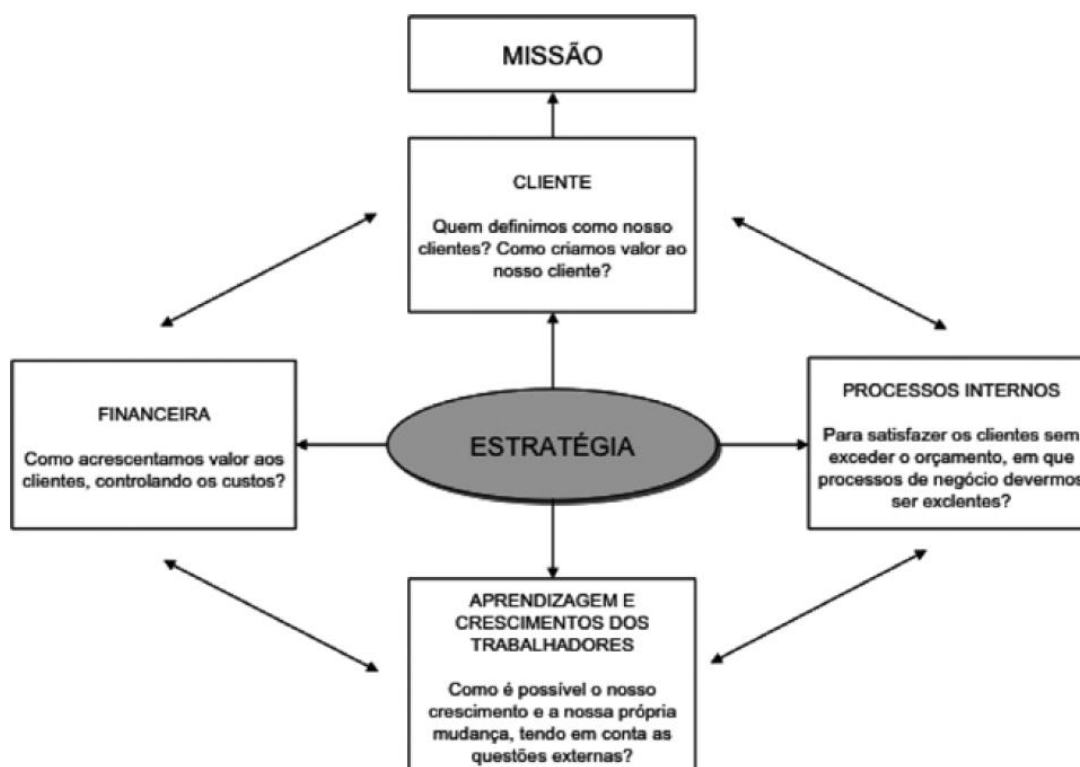 MISSÃO
CLIENTE
Quem definimos como nosso
clientes? Como criamos valor ao
nosso cliente?
FINANCEIRA
Como acrescentamos valor aos
clientes, controlando os custos?
ESTRATÉGIA
PROCESSOS INTERNOS
Para satisfazer os clientes sem
exceder o orçamento, em que
processos de negócio devermos
ser exclentes?
APRENDIZAGEM E
CRESCIMENTOS DOS
TRABALHADORES
Como é possível o nosso
crescimento e a nossa própria
mudança, tendo em conta as
questões externas?